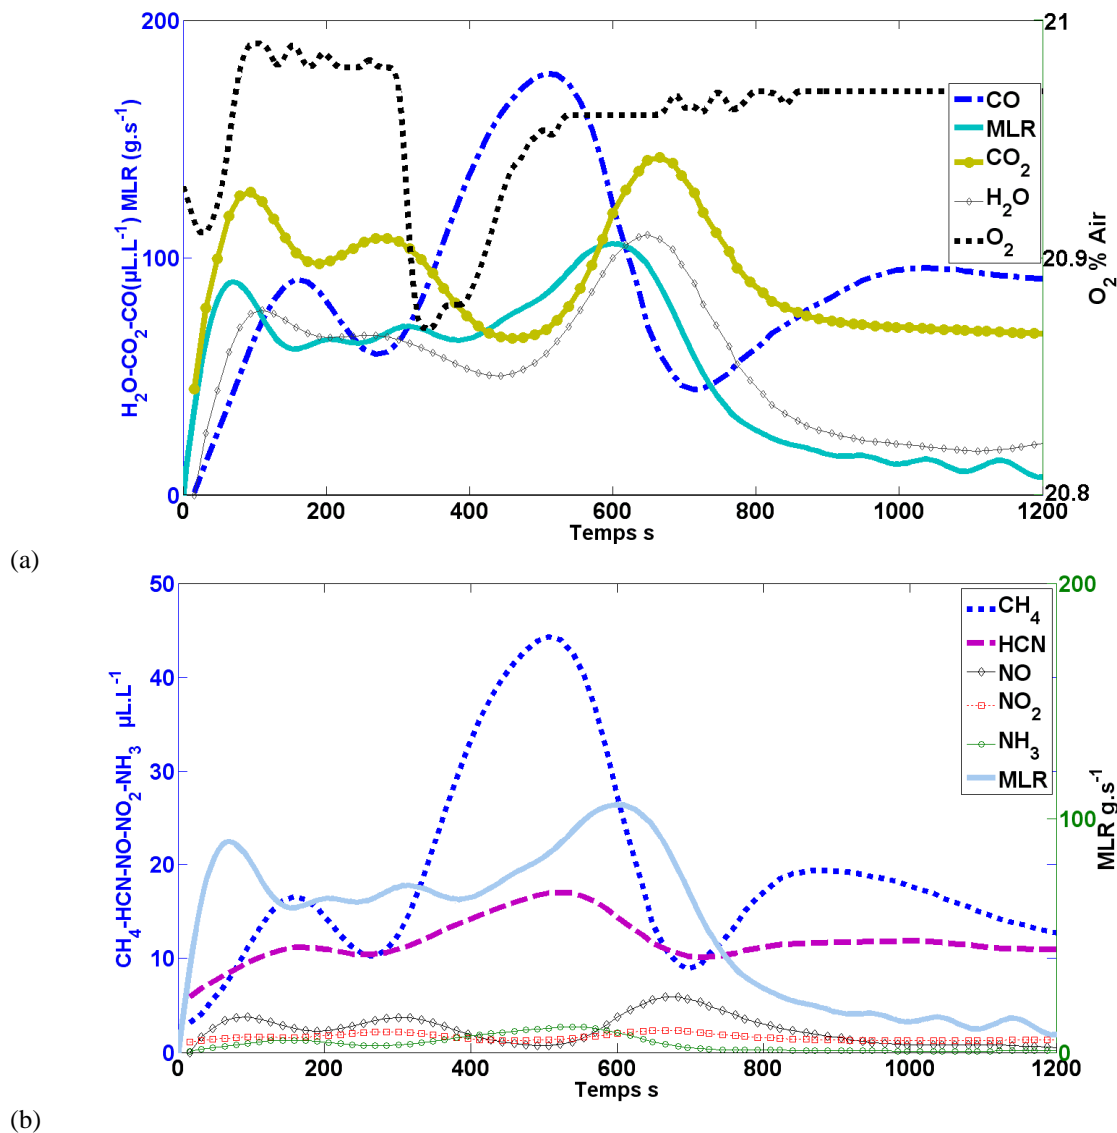 200
21
CO
MLR
CO2
H2O
O2
H2O-CO2-CO(µL.L-1) MLR (g.s-1)
100
20.9
O2 % Air
0
20.8
0 200 400 600 800 1000 1200
Temps s
(a)
50
200
CH4
HCN
NO
NO2
NH3
MLR
40
30
CH4-HCN-NO-NO2-NH3 µL.L-1
100
MLR g.s-1
20
10
0
0
0 200 400 600 800 1000 1200
Temps s
(b)